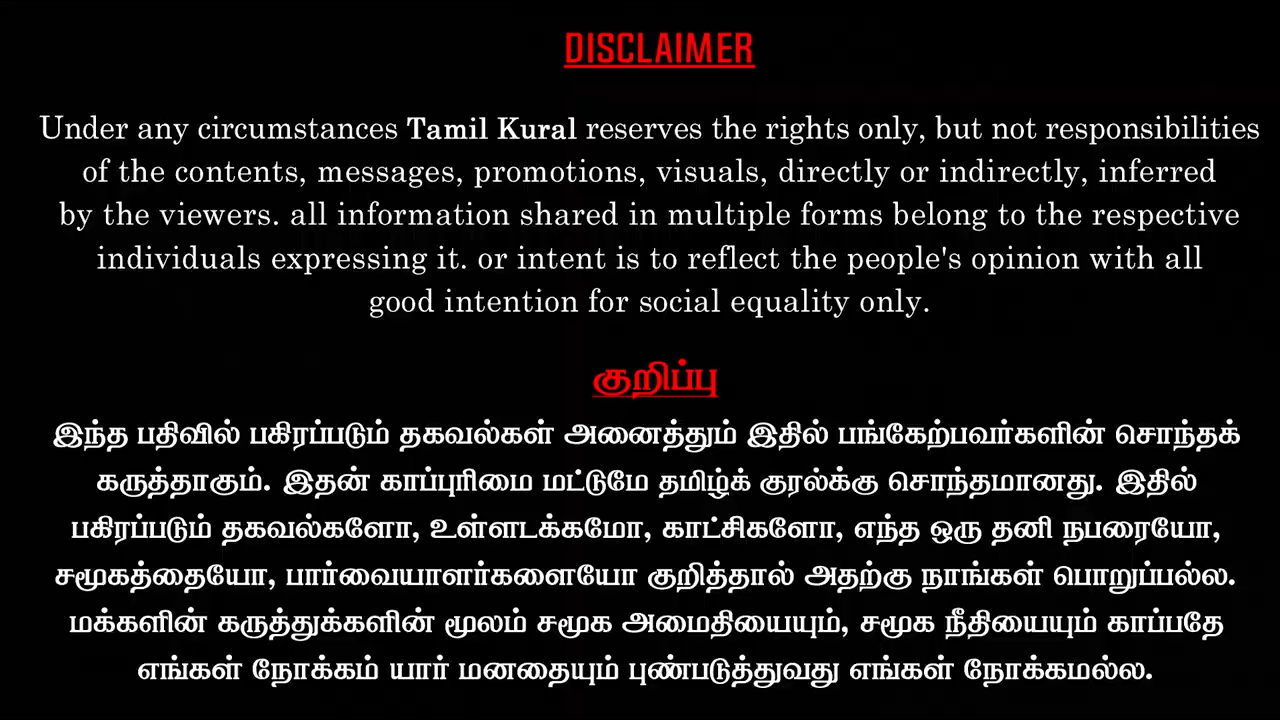 DISCLAIMER
Under any circumstances Tamil Kural reserves the rights only, but not responsibilities
of the contents, messages, promotions, visuals, directly or indirectly, inferred
by the viewers. all information shared in multiple forms belong to the respective
individuals expressing it. or intent is to reflect the people's opinion with all
good intention for social equality only.
குறிப்பு
இந்த பதிவில் பகிரப்படும் தகவல்கள் அனைத்தும் இதில் பங்கேற்பவர்களின் சொந்தக்
கருத்தாகும். இதன் காப்புரிமை மட்டுமே தமிழ்க் குரல்க்கு சொந்தமானது. இதில்
பகிரப்படும் தகவல்களோ, உள்ளடக்கமோ, காட்சிகளோ, எந்த ஒரு தனி நபரையோ,
சமூகத்தையோ, பார்வையாளர்களையோ குறித்தால் அதற்கு நாங்கள் பொறுப்பல்ல.
மக்களின் கருத்துக்களின் மூலம் சமூக அமைதியையும், சமூக நீதியையும் காப்பதே
எங்கள் நோக்கம் யார் மனதையும் புண்படுத்துவது எங்கள் நோக்கமல்ல.